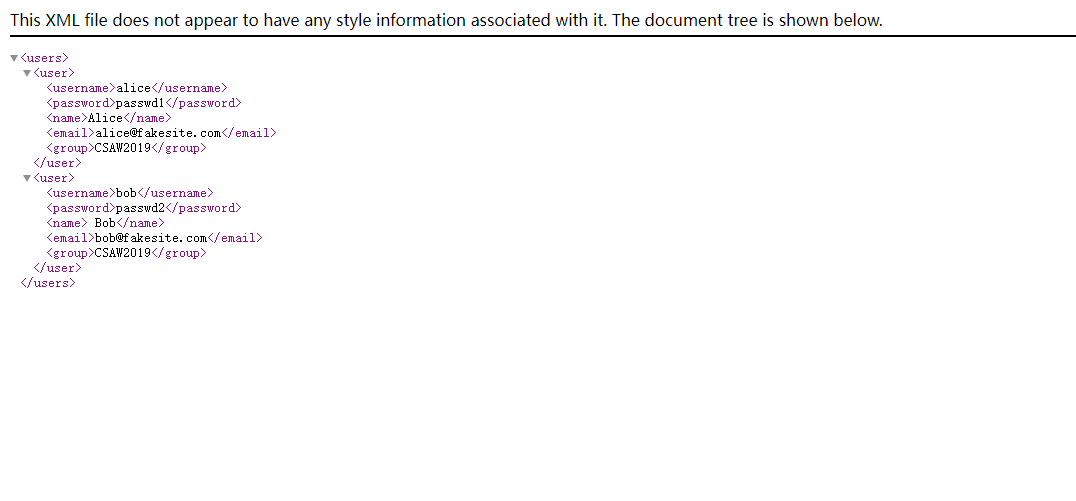 This XML file does not appear to have any style information associated with it. The document tree is shown below.
▼<users>
▼<user>
<username>alice</username>
<password>passwd1</password>
<name>Alice</name>
<email>alice@fakesite.com</email>
<group>CSAW2019</group>
</user>
▼<user>
<username>bob</username>
<password>passwd2</password>
<name> Bob</name>
<email>bob@fakesite.com</email>
<group>CSAW2019</group>
</user>
</users>